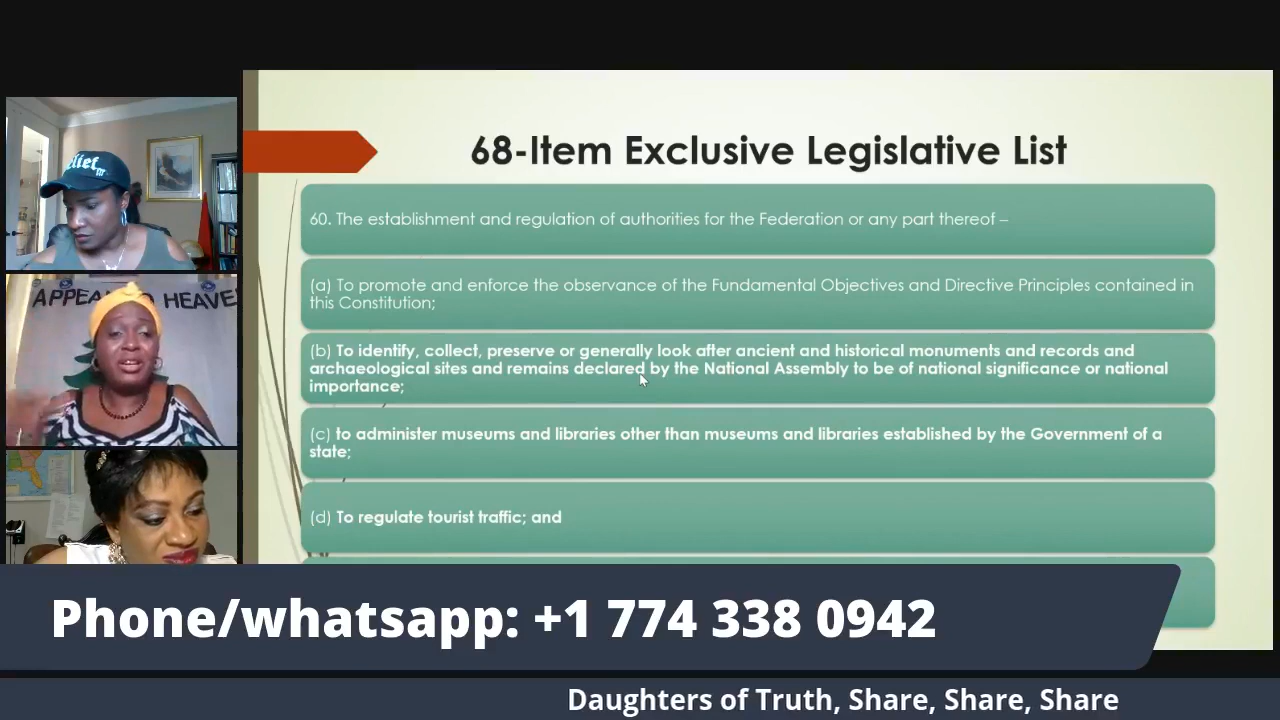 elief
APPEAL TO HEAVEN
68-Item Exclusive Legislative List
60. The establishment and regulation of authorities for the Federation or any part thereof –
(a) To promote and enforce the observance of the Fundamental Objectives and Directive Principles contained in
this Constitution;
(b) To identify, collect, preserve or generally look after ancient and historical monuments and records and
archaeological sites and remains declared by the National Assembly to be of national significance or national
importance;
(c) to administer museums and libraries other than museums and libraries established by the Government of a
state;
(d) To regulate tourist traffic; and
Phone/whatsapp: +1 774 338 0942
Daughters of Truth, Share, Share, Share